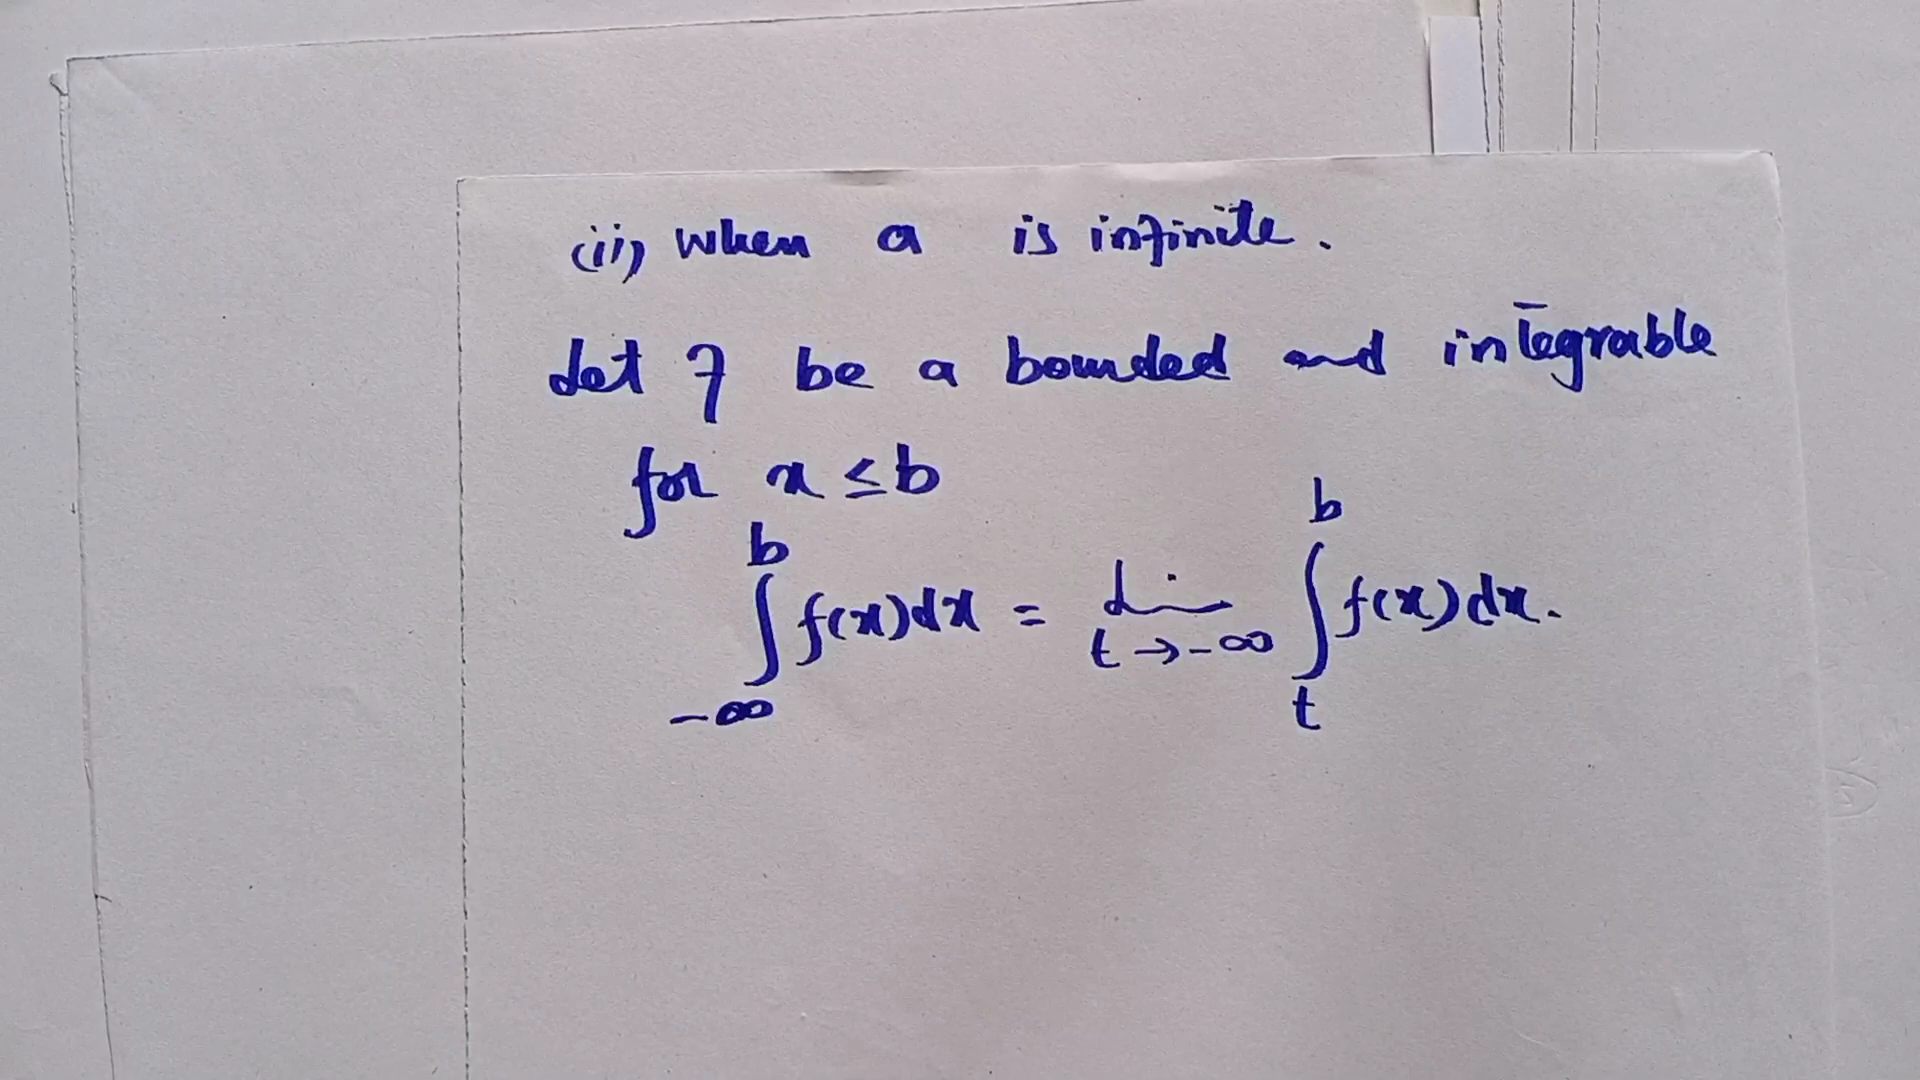 (ii) when a is infinite.
Let f be a bounded and integrable
for x ≤ b
∫_{-∞}^{b} f(x)dx = Lim_{t→-∞} ∫_{t}^{b} f(x)dx.